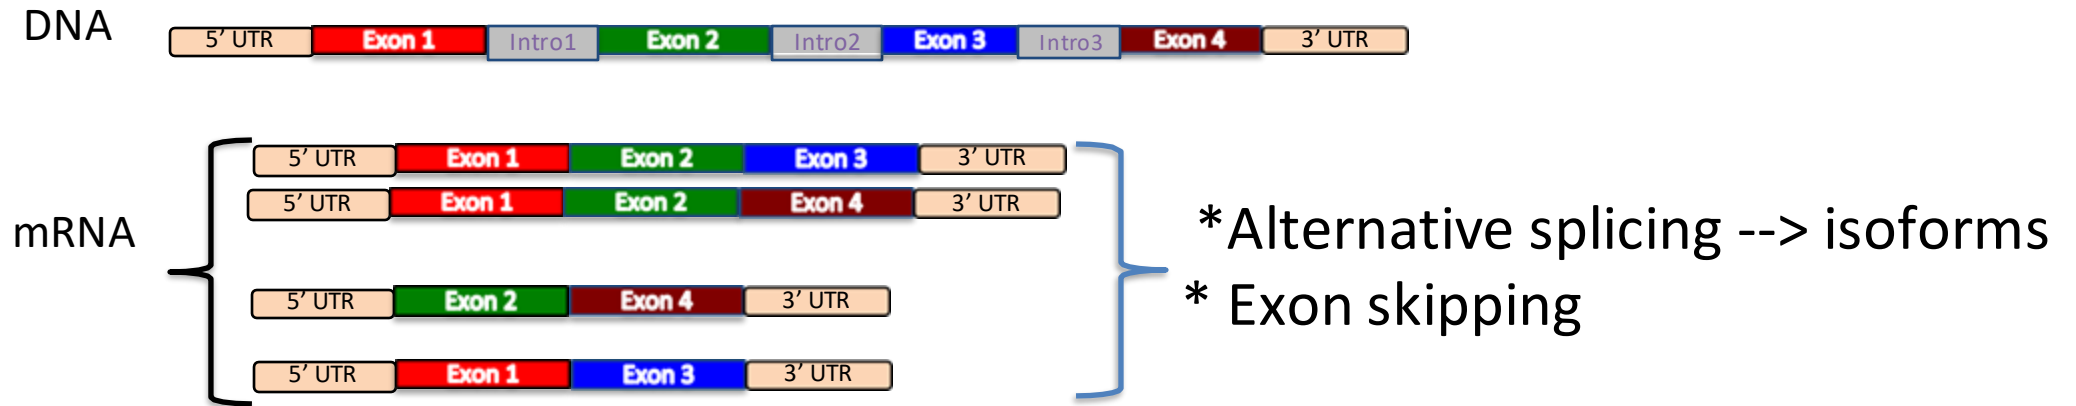 DNA
5’ UTR Exon 1 Intro1 Exon 2 Intro2 Exon 3 Intro3 Exon 4 3’ UTR
5’ UTR Exon 1 Exon 2 Exon 3 3’ UTR
5’ UTR Exon 1 Exon 2 Exon 4 3’ UTR
mRNA
*Alternative splicing --> isoforms
5’ UTR Exon 2 Exon 4 3’ UTR
* Exon skipping
5’ UTR Exon 1 Exon 3 3’ UTR